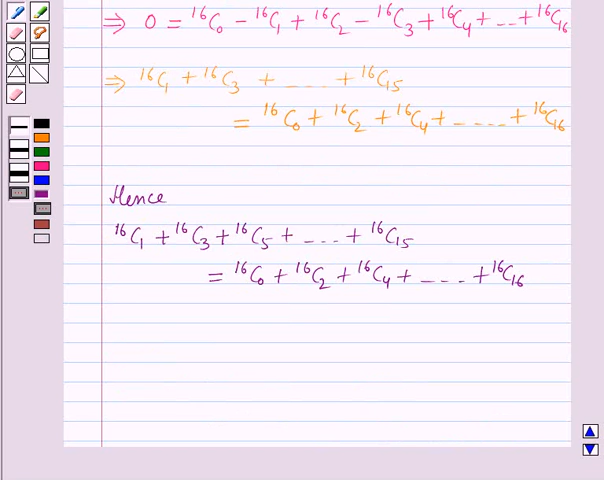 ⇒ 0 = ¹⁶C₀ - ¹⁶C₁ + ¹⁶C₂ - ¹⁶C₃ + ¹⁶C₄ + - .. + ¹⁶C₁₆
⇒ ¹⁶C₁ + ¹⁶C₃ + - - - .. + ¹⁶C₁₅
= ¹⁶C₀ + ¹⁶C₂ + ¹⁶C₄ + - - - .. + ¹⁶C₁₆
Hence
¹⁶C₁ + ¹⁶C₃ + ¹⁶C₅ + - .. - + ¹⁶C₁₅
= ¹⁶C₀ + ¹⁶C₂ + ¹⁶C₄ + - - - - + ¹⁶C₁₆